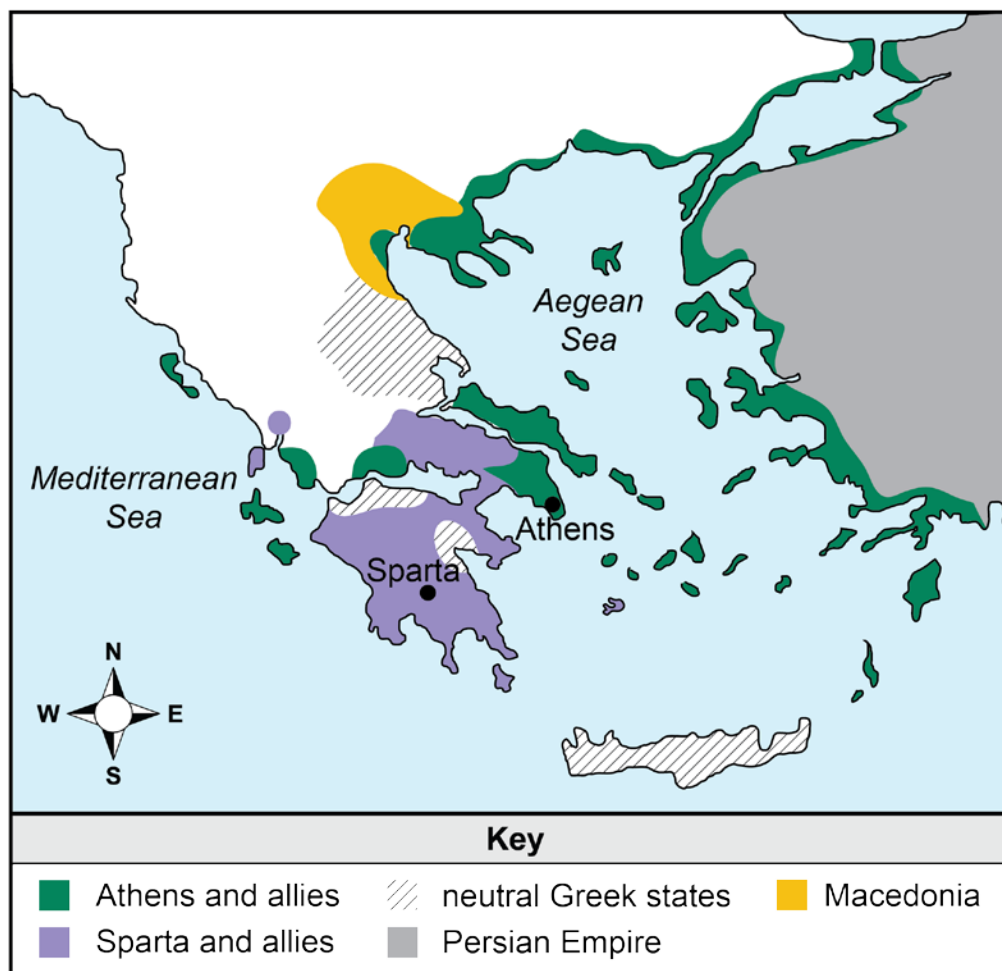 Aegean
Sea
Mediterranean
Sea
Athens
Sparta
N
W E
S
Key
Athens and allies neutral Greek states Macedonia
Sparta and allies Persian Empire